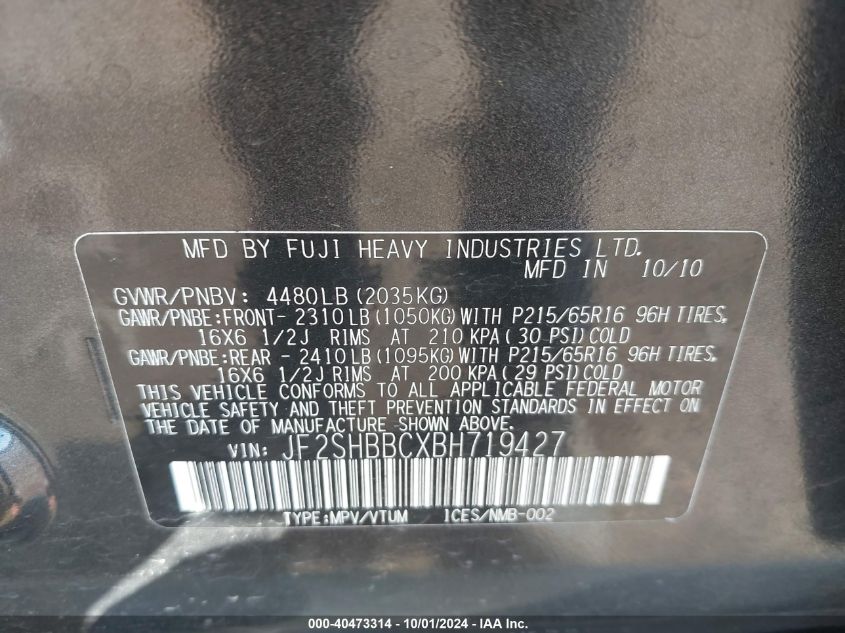 MFD BY FUJI HEAVY INDUSTRIES LTD.
MFD IN 10/10
GVWR/PNBV: 4480LB (2035KG)
GAWR/PNBE:FRONT- 2310LB (1050KG) WITH P215/65R16 96H TIRES,
16X6 1/2J RIMS AT 210 KPA ( 30 PSI) COLD
GAWR/PNBE:REAR - 2410LB (1095KG) WITH P215/65R16 96H TIRES,
16X6 1/2J RIMS AT 200 KPA ( 29 PSI) COLD
THIS VEHICLE CONFORMS TO ALL APPLICABLE FEDERAL MOTOR
VEHICLE SAFETY AND THEFT PREVENTION STANDARDS IN EFFECT ON
THE DATE OF MANUFACTURE SHOWN ABOVE.
VIN: JF2SHBBCXBH719427
TYPE:MPV/VTUM ICES/NMB-002
000-40473314 - 10/01/2024 - IAA Inc.